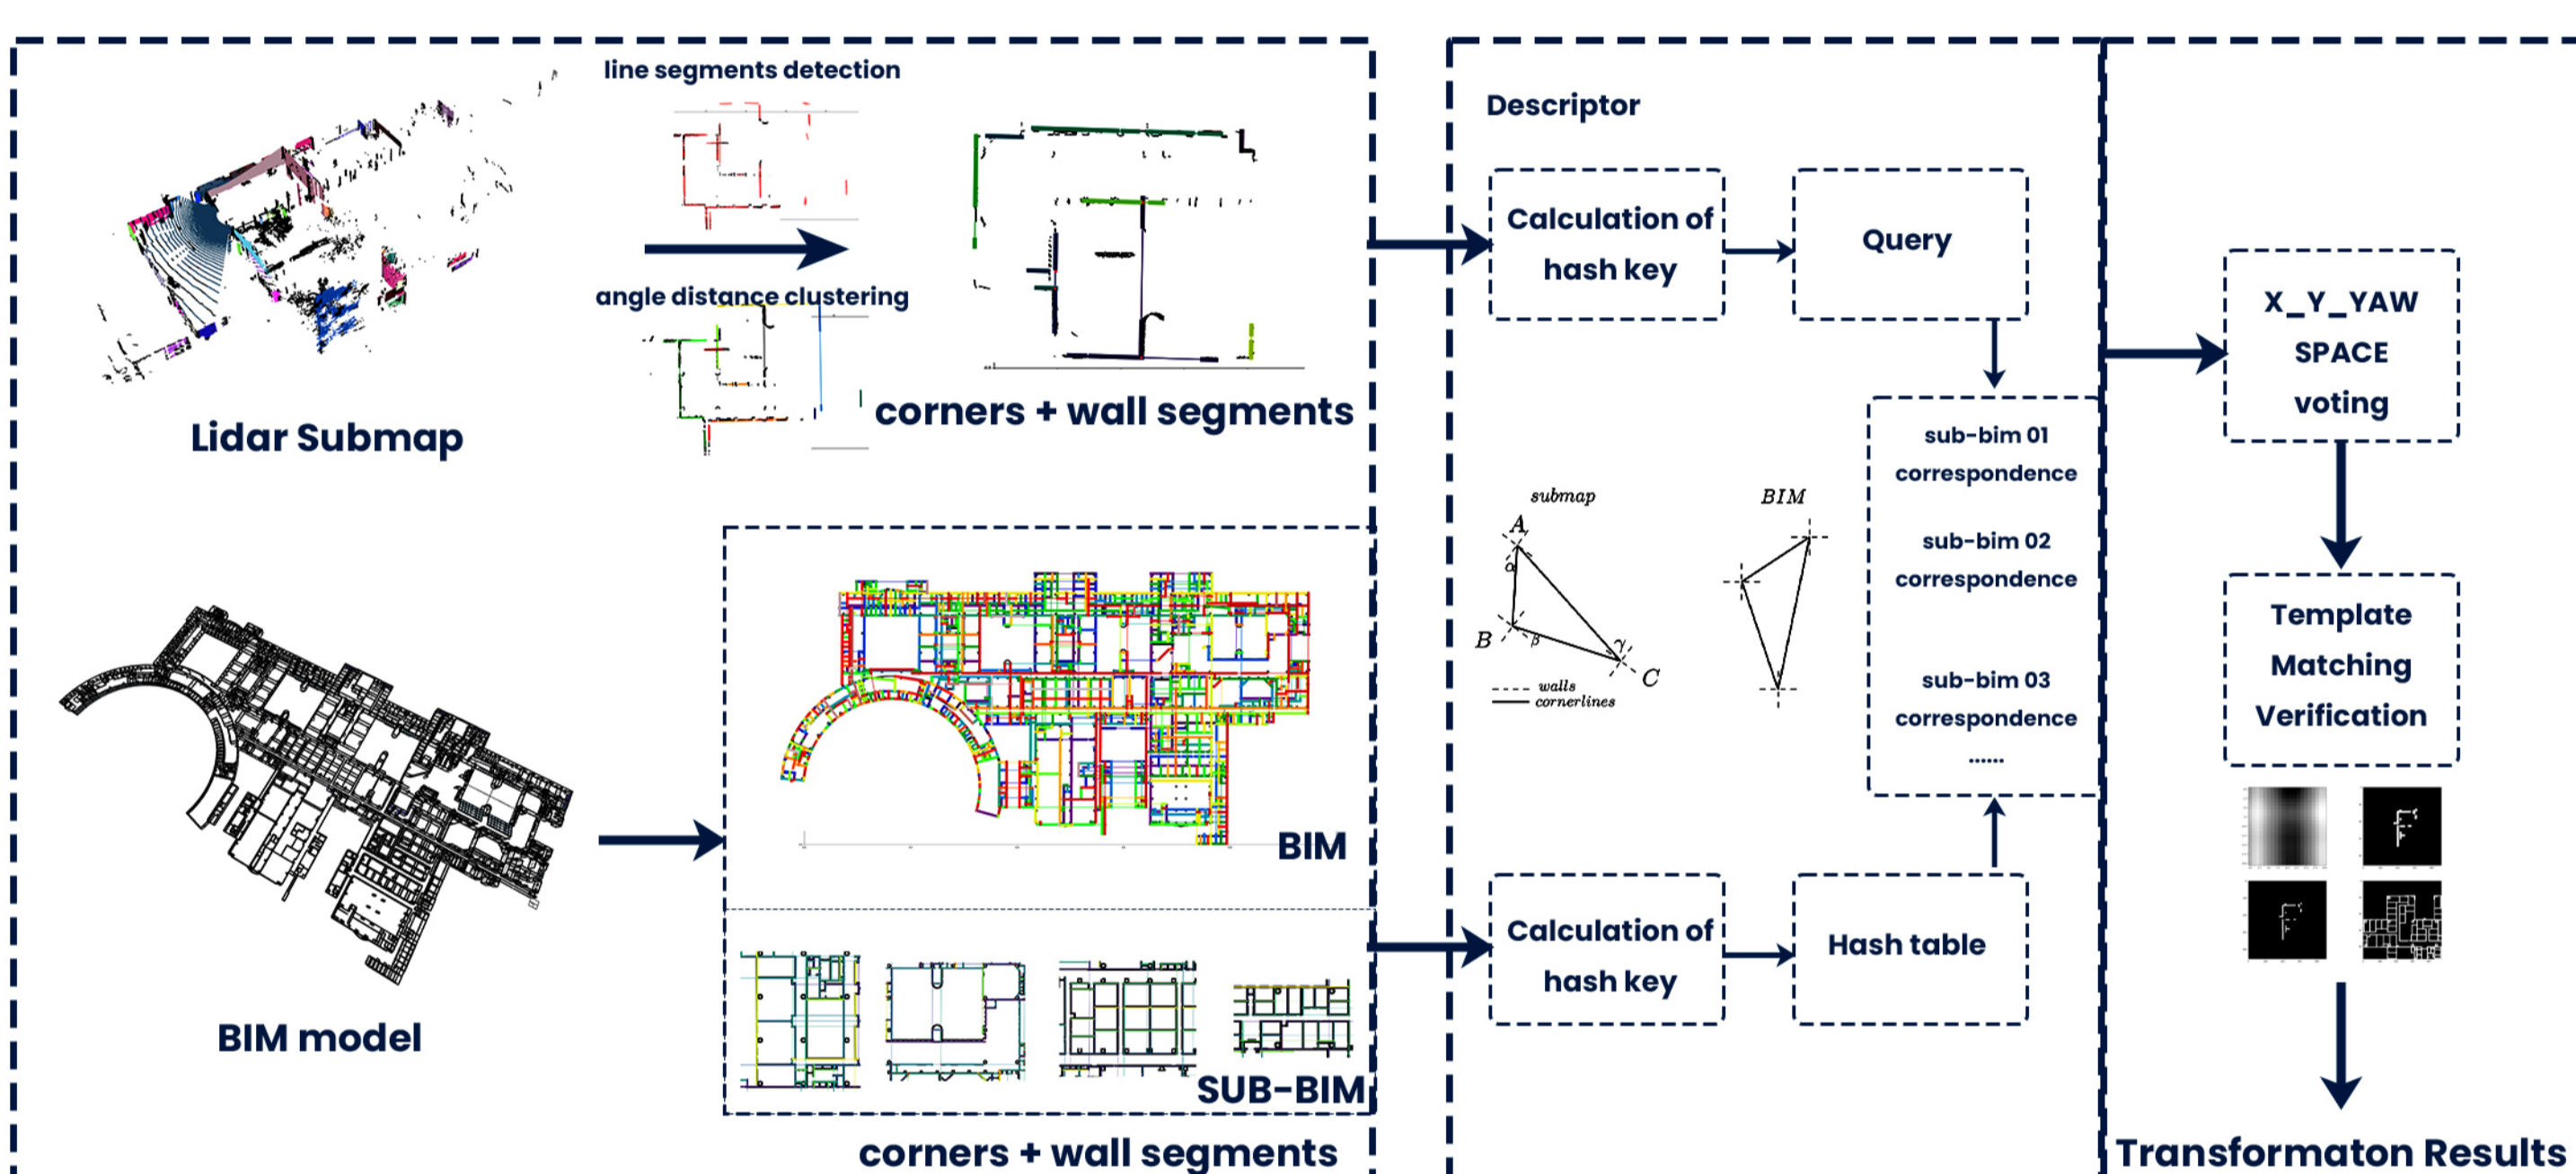 line segments detection
angle distance clustering
Lidar Submap
corners + wall segments
BIM model
BIM
SUB-BIM
corners + wall segments
Descriptor
Calculation of
hash key
Query
submap
A
α
B
β
γ
C
walls
cornerlines
BIM
sub-bim 01
correspondence
sub-bim 02
correspondence
sub-bim 03
correspondence
......
Calculation of
hash key
Hash table
X_Y_YAW
SPACE
voting
Template
Matching
Verification
Transformaton Results